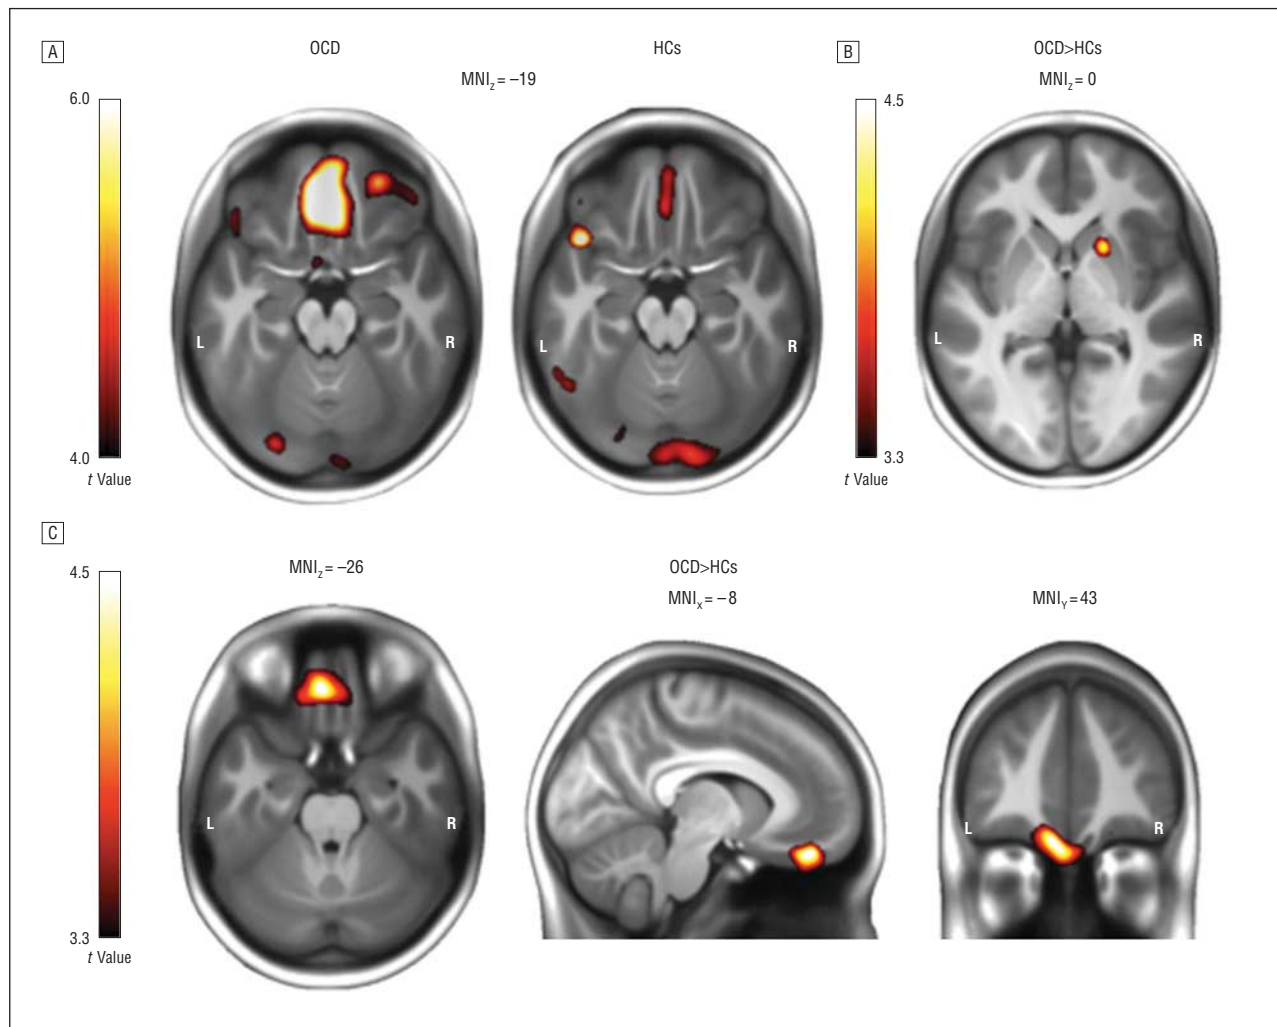 A
OCD
HCs
MNIz = –19
6.0
4.0
t Value
L
R
L
R
B
OCD>HCs
MNIz = 0
4.5
3.3
t Value
L
R
C
4.5
3.3
t Value
MNIz = –26
L
R
OCD>HCs
MNIx = –8
MNIY = 43
L
R